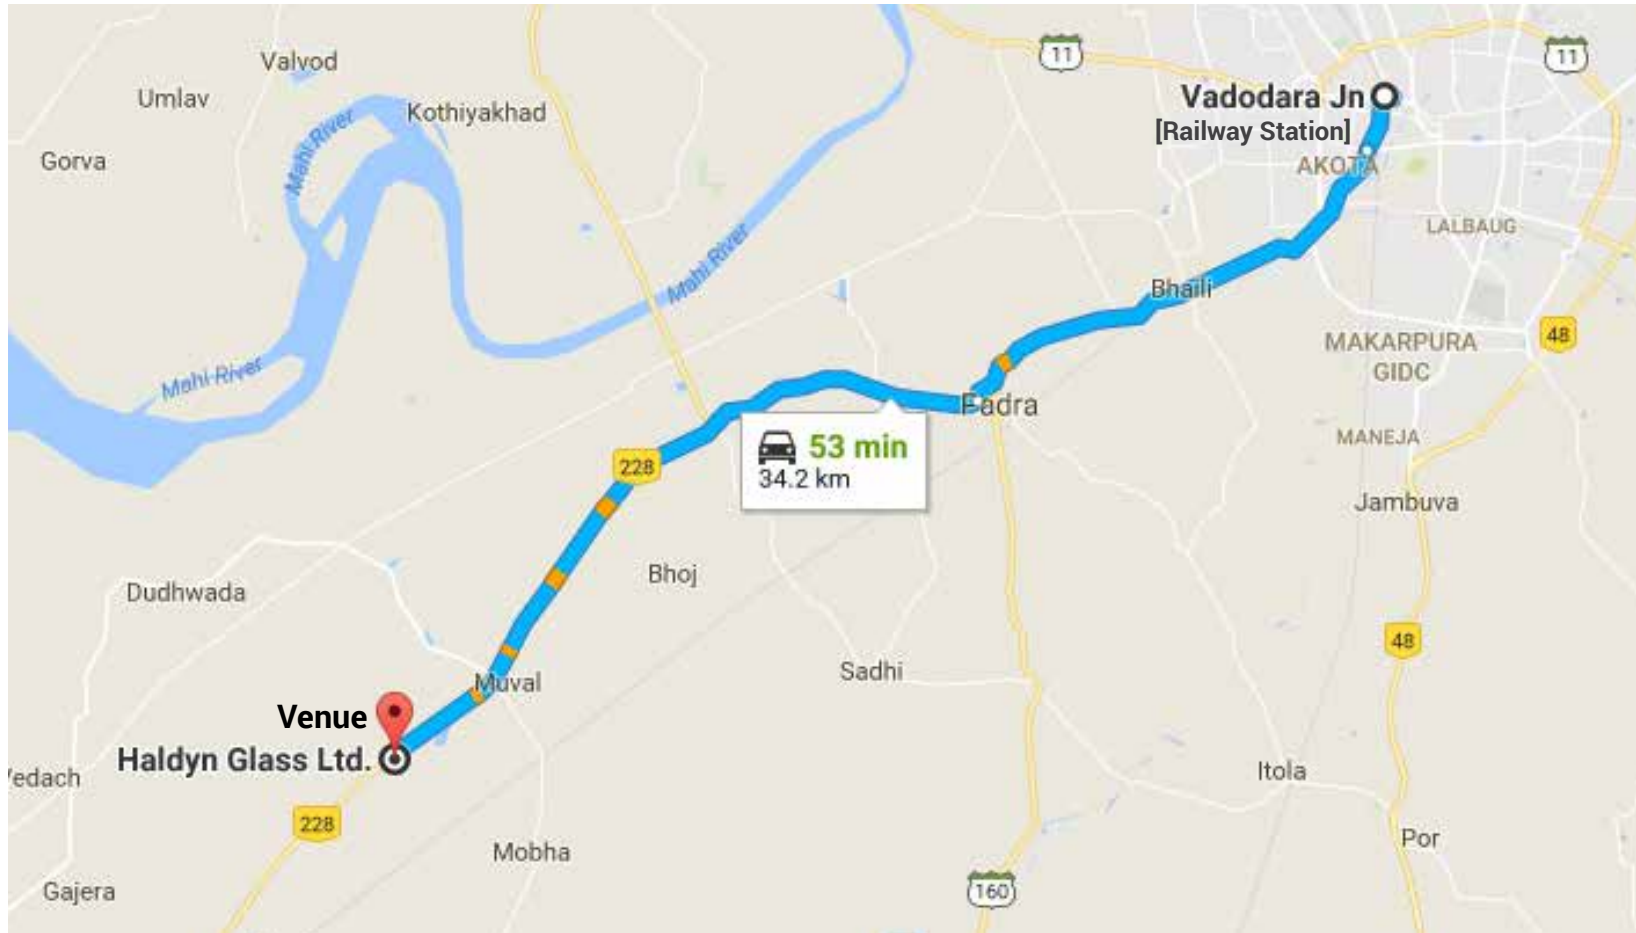 Valvod
11
11
Umlav
Vadodara Jn
[Railway Station]
Kothiyakhad
Mahi River
Gorva
AKOTA
LALBAUG
Mahi River
Bhaili
MAKARPURA
GIDC
48
Mahi River
Padra
53 min
34.2 km
MANEJA
228
Jambuva
Bhoj
Dudhwada
48
Sadhi
Muval
Venue
Haldyn Glass Ltd.
Itola
228
Mobha
Por
Gajera
160